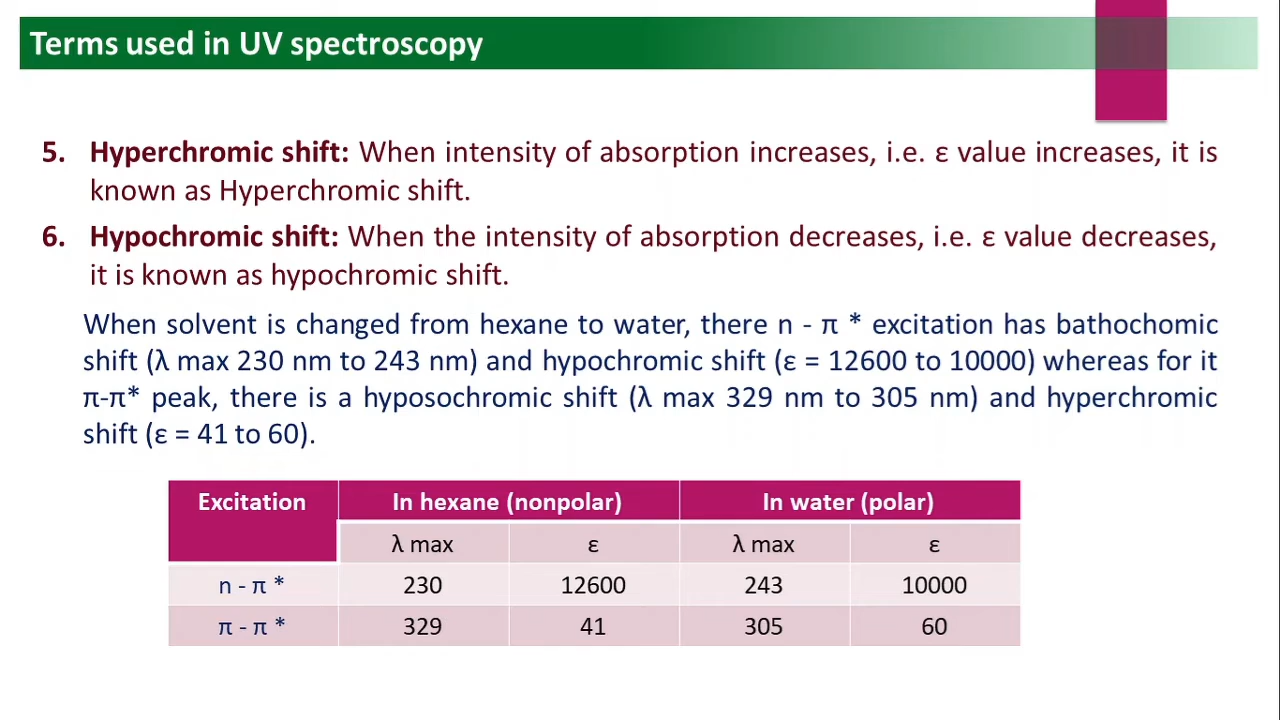 Terms used in UV spectroscopy
5. Hyperchromic shift: When intensity of absorption increases, i.e. ε value increases, it is
known as Hyperchromic shift.
6. Hypochromic shift: When the intensity of absorption decreases, i.e. ε value decreases,
it is known as hypochromic shift.
When solvent is changed from hexane to water, there n - π * excitation has bathochomic
shift (λ max 230 nm to 243 nm) and hypochromic shift (ε = 12600 to 10000) whereas for it
π-π* peak, there is a hyposochromic shift (λ max 329 nm to 305 nm) and hyperchromic
shift (ε = 41 to 60).
Excitation In hexane (nonpolar) In water (polar)
λ max ε λ max ε
n - π * 230 12600 243 10000
π - π * 329 41 305 60